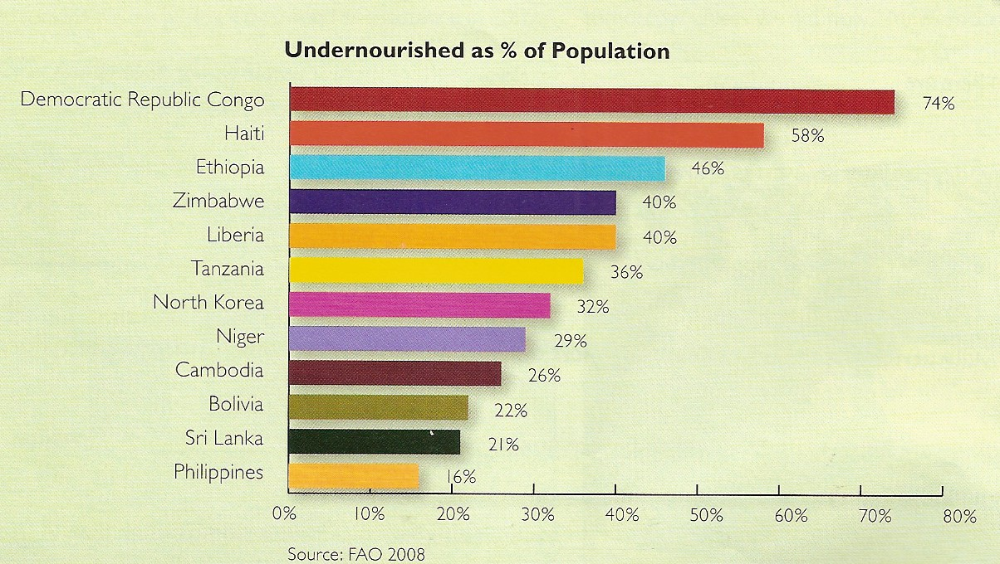 Undernourished as % of Population
Democratic Republic Congo 74%
Haiti 58%
Ethiopia 46%
Zimbabwe 40%
Liberia 40%
Tanzania 36%
North Korea 32%
Niger 29%
Cambodia 26%
Bolivia 22%
Sri Lanka 21%
Philippines 16%
0% 10% 20% 30% 40% 50% 60% 70% 80%
Source: FAO 2008